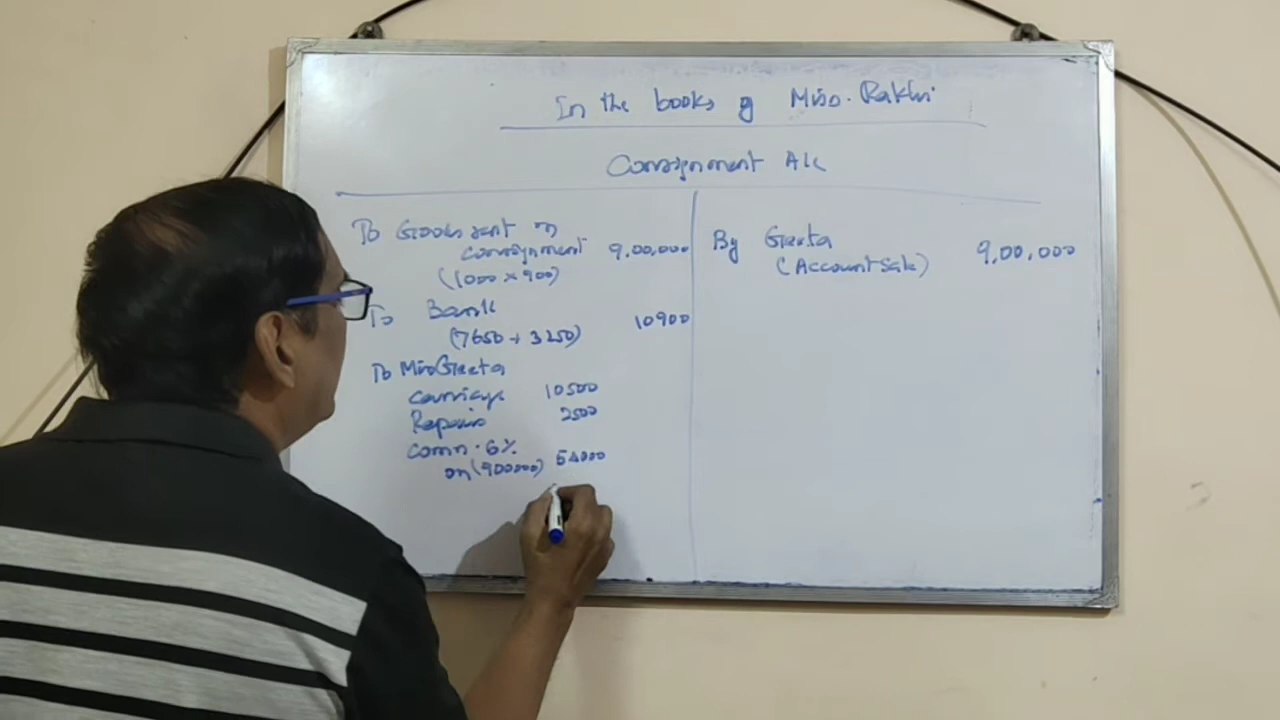 In the books of Miss. Rakhi
Consignment A/c
To Goods sent on
consignment 9,00,000
(1000 × 900)
To Bank
(7650 + 3250) 10900
To Miss Geeta
carriage 10500
Repairs 2500
comn. 6%
on (900000) 54000
By Geeta
(Account Sale) 9,00,000